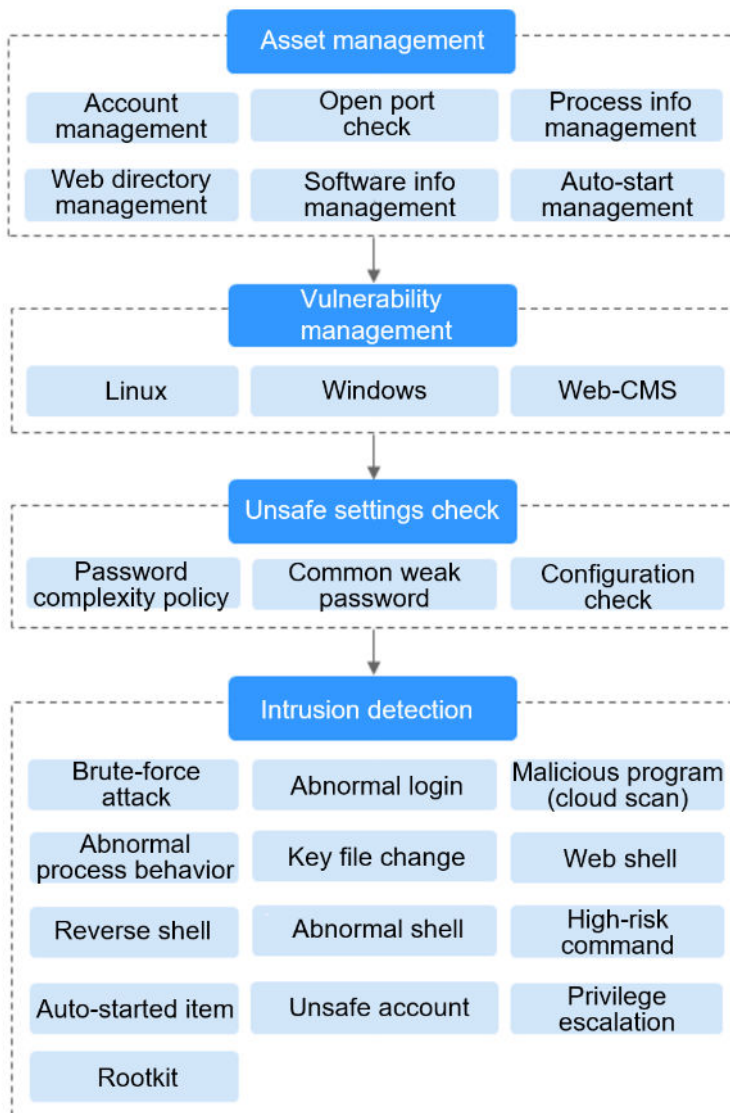 Asset management
Account
management
Open port
check
Process info
management
Web directory
management
Software info
management
Auto-start
management
Vulnerability
management
Linux
Windows
Web-CMS
Unsafe settings check
Password
complexity policy
Common weak
password
Configuration
check
Intrusion detection
Brute-force
attack
Abnormal login
Malicious program
(cloud scan)
Abnormal
process behavior
Key file change
Web shell
Reverse shell
Abnormal shell
High-risk
command
Auto-started item
Unsafe account
Privilege
escalation
Rootkit